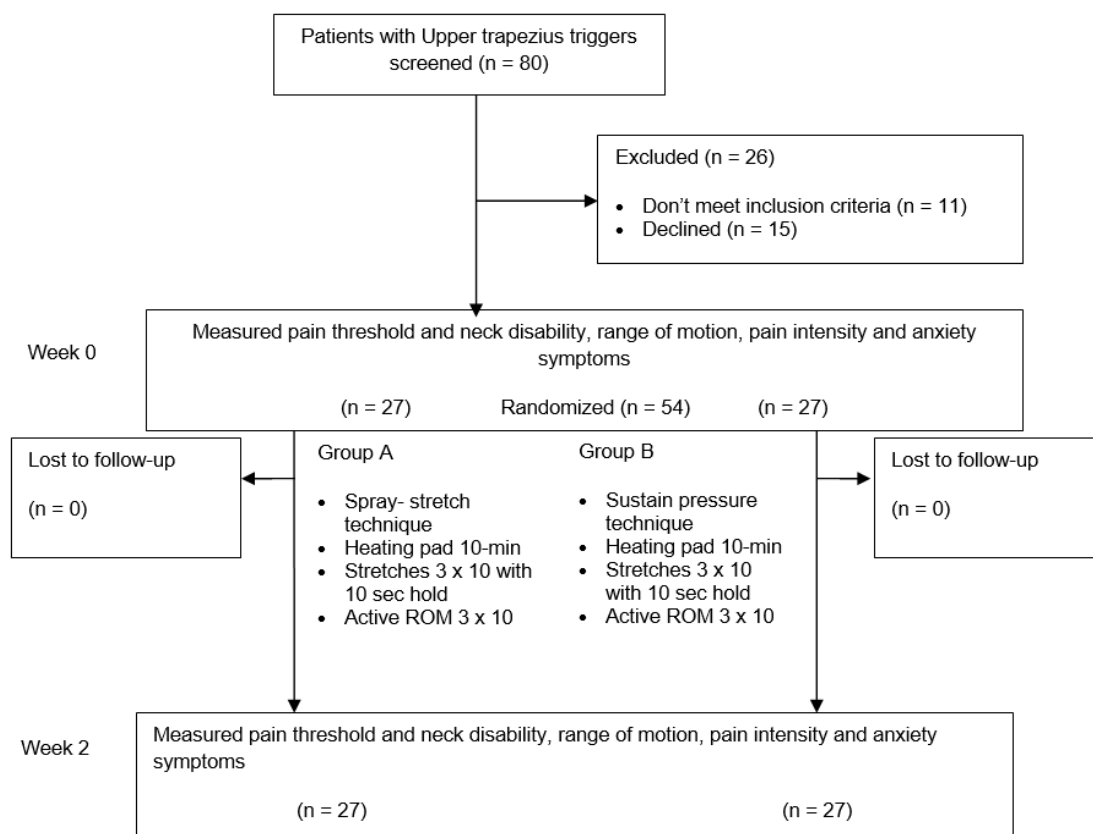 Patients with Upper trapezius triggers
screened (n = 80)
Excluded (n = 26)
• Don’t meet inclusion criteria (n = 11)
• Declined (n = 15)
Week 0
Measured pain threshold and neck disability, range of motion, pain intensity and anxiety
symptoms
(n = 27) Randomized (n = 54) (n = 27)
Lost to follow-up
(n = 0)
Group A
• Spray- stretch
technique
• Heating pad 10-min
• Stretches 3 x 10 with
10 sec hold
• Active ROM 3 x 10
Group B
• Sustain pressure
technique
• Heating pad 10-min
• Stretches 3 x 10
with 10 sec hold
• Active ROM 3 x 10
Lost to follow-up
(n = 0)
Week 2
Measured pain threshold and neck disability, range of motion, pain intensity and anxiety
symptoms
(n = 27) (n = 27)